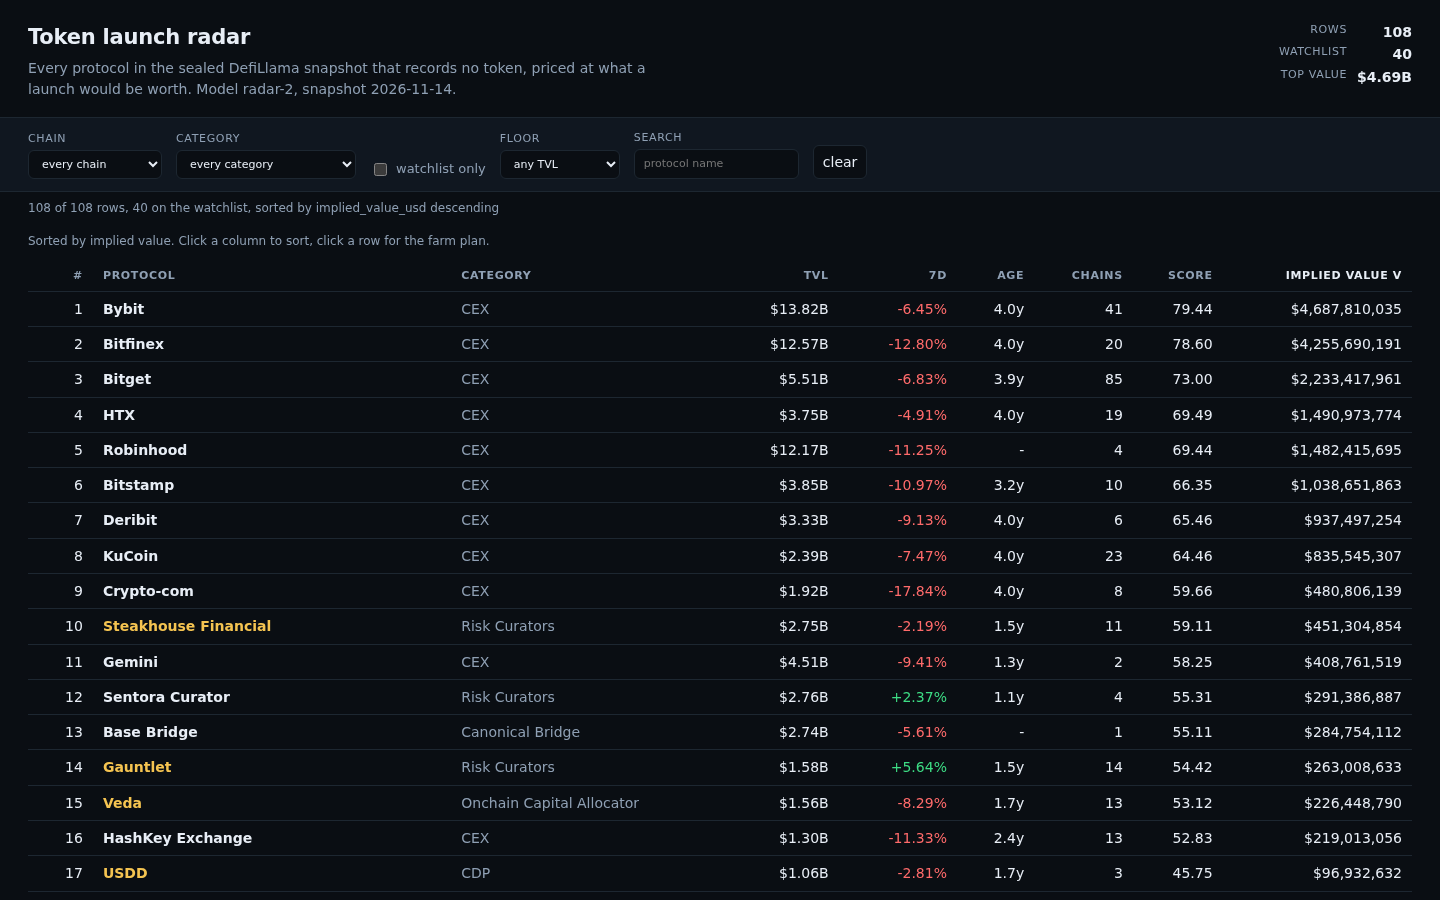 Token launch radar
Every protocol in the sealed DefiLlama snapshot that records no token, priced at what a
launch would be worth. Model radar-2, snapshot 2026-11-14.
ROWS 108
WATCHLIST 40
TOP VALUE $4.69B
CHAIN CATEGORY FLOOR SEARCH
every chain every category watchlist only any TVL protocol name clear
108 of 108 rows, 40 on the watchlist, sorted by implied_value_usd descending
Sorted by implied value. Click a column to sort, click a row for the farm plan.
# PROTOCOL CATEGORY TVL 7D AGE CHAINS SCORE IMPLIED VALUE V
1 Bybit CEX $13.82B -6.45% 4.0y 41 79.44 $4,687,810,035
2 Bitfinex CEX $12.57B -12.80% 4.0y 20 78.60 $4,255,690,191
3 Bitget CEX $5.51B -6.83% 3.9y 85 73.00 $2,233,417,961
4 HTX CEX $3.75B -4.91% 4.0y 19 69.49 $1,490,973,774
5 Robinhood CEX $12.17B -11.25% - 4 69.44 $1,482,415,695
6 Bitstamp CEX $3.85B -10.97% 3.2y 10 66.35 $1,038,651,863
7 Deribit CEX $3.33B -9.13% 4.0y 6 65.46 $937,497,254
8 KuCoin CEX $2.39B -7.47% 4.0y 23 64.46 $835,545,307
9 Crypto-com CEX $1.92B -17.84% 4.0y 8 59.66 $480,806,139
10 Steakhouse Financial Risk Curators $2.75B -2.19% 1.5y 11 59.11 $451,304,854
11 Gemini CEX $4.51B -9.41% 1.3y 2 58.25 $408,761,519
12 Sentora Curator Risk Curators $2.76B +2.37% 1.1y 4 55.31 $291,386,887
13 Base Bridge Canonical Bridge $2.74B -5.61% - 1 55.11 $284,754,112
14 Gauntlet Risk Curators $1.58B +5.64% 1.5y 14 54.42 $263,008,633
15 Veda Onchain Capital Allocator $1.56B -8.29% 1.7y 13 53.12 $226,448,790
16 HashKey Exchange CEX $1.30B -11.33% 2.4y 13 52.83 $219,013,056
17 USDD CDP $1.06B -2.81% 1.7y 3 45.75 $96,932,632